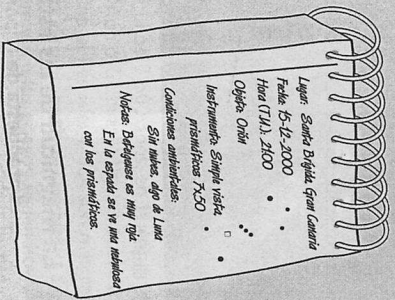 Lugar: Santa Brígida, Gran Canaria
Fecha: 15-12-2000
Hora (T.U.): 21:00
Objeto: Orión
Instrumento: Simple vista,
prismáticos 7x50
Condiciones ambientales:
Sin nubes, algo de Luna
Notas: Betelgeuse es muy roja.
En la espada se ve una nebulosa
con los prismáticos.